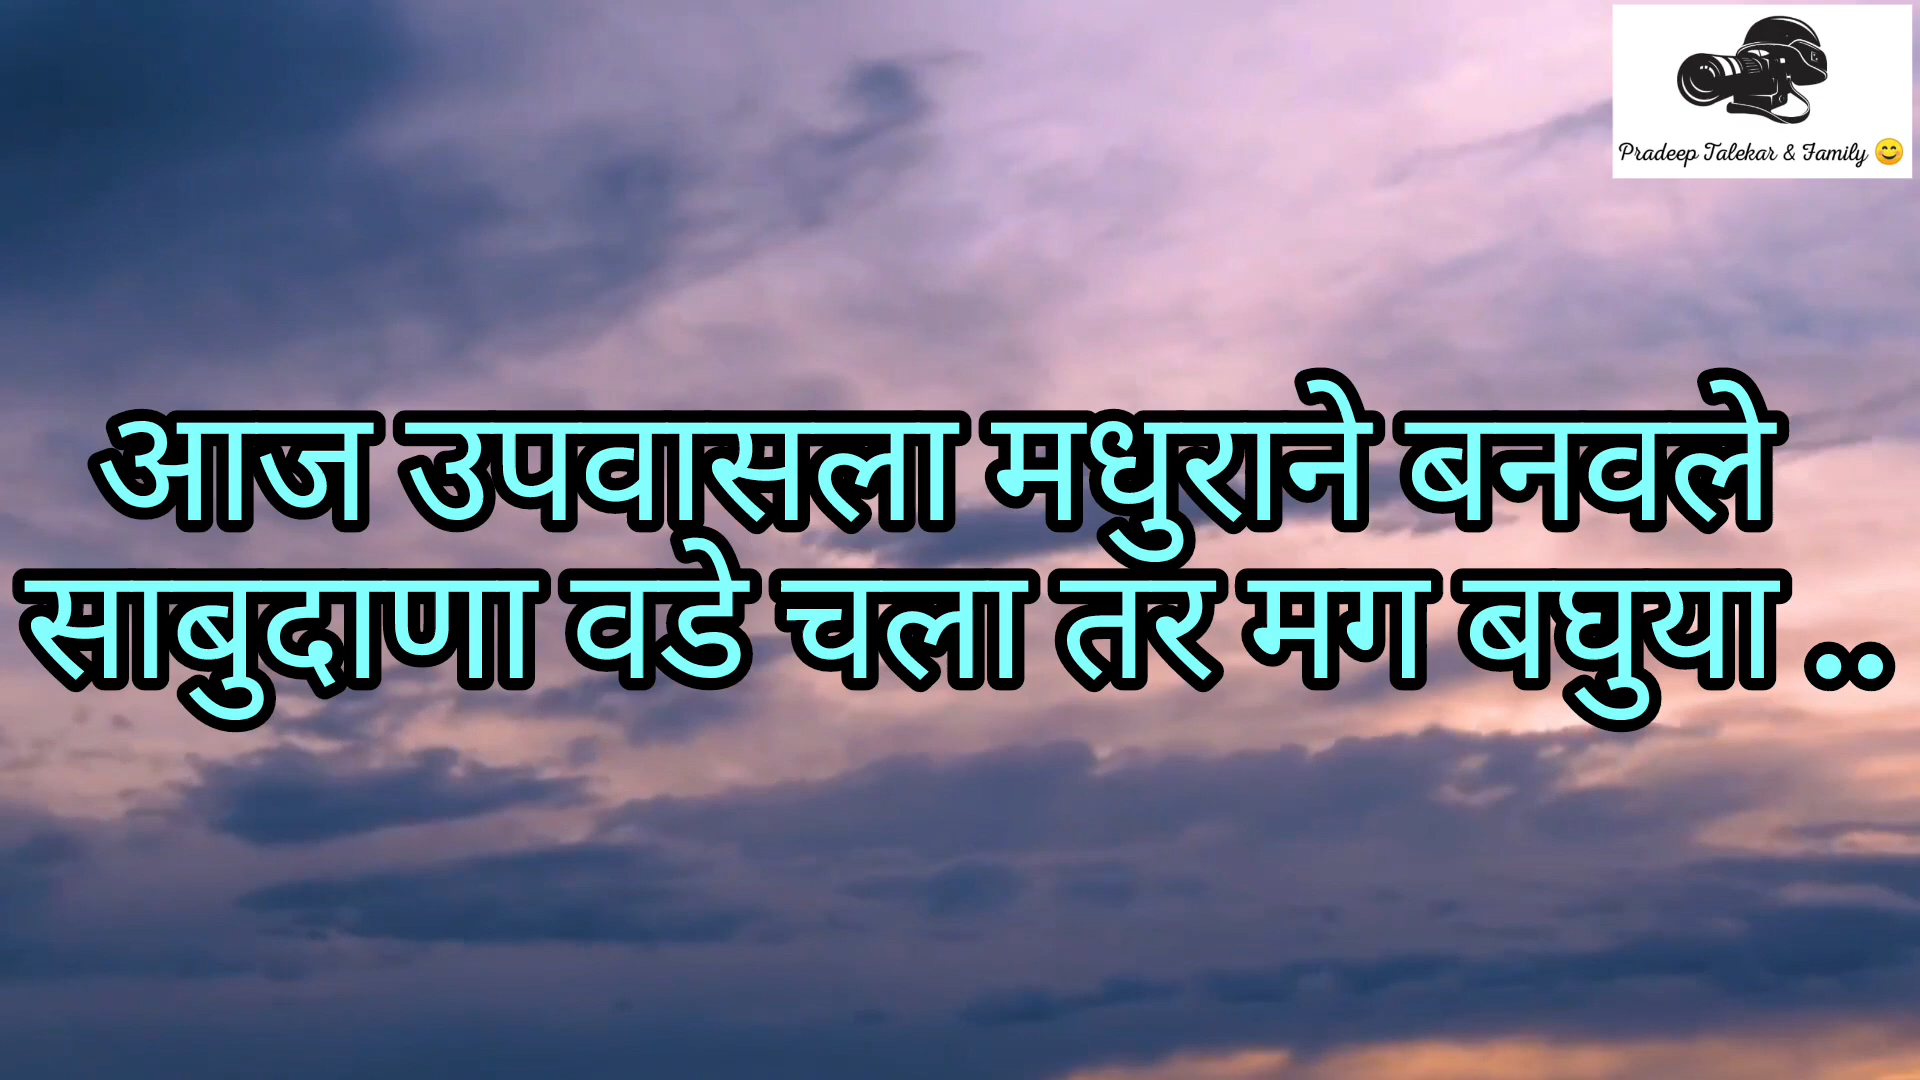 Pradeep Talekar & Family 😊
आज उपवासला मधुराने बनवले
साबुदाणा वडे चला तर मग बघुया ..